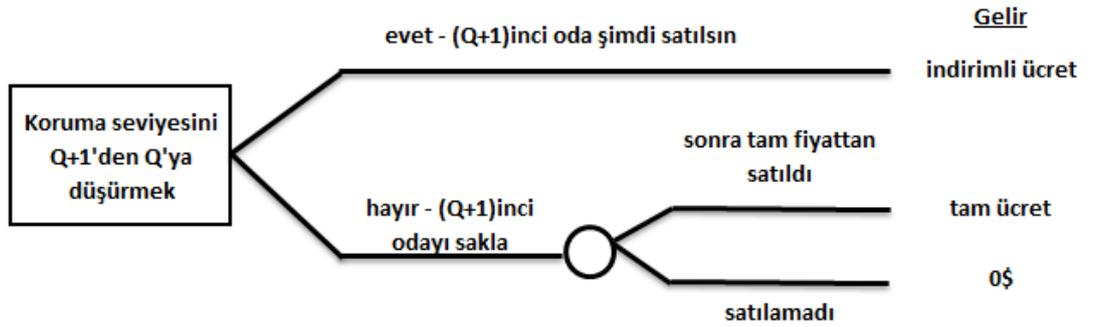 Gelir
evet - (Q+1)inci oda şimdi satılsın
indirimli ücret
Koruma seviyesini
Q+1'den Q'ya
düşürmek
sonra tam fiyattan
satıldı
hayır - (Q+1)inci
odayı sakla
tam ücret
0$
satılamadı